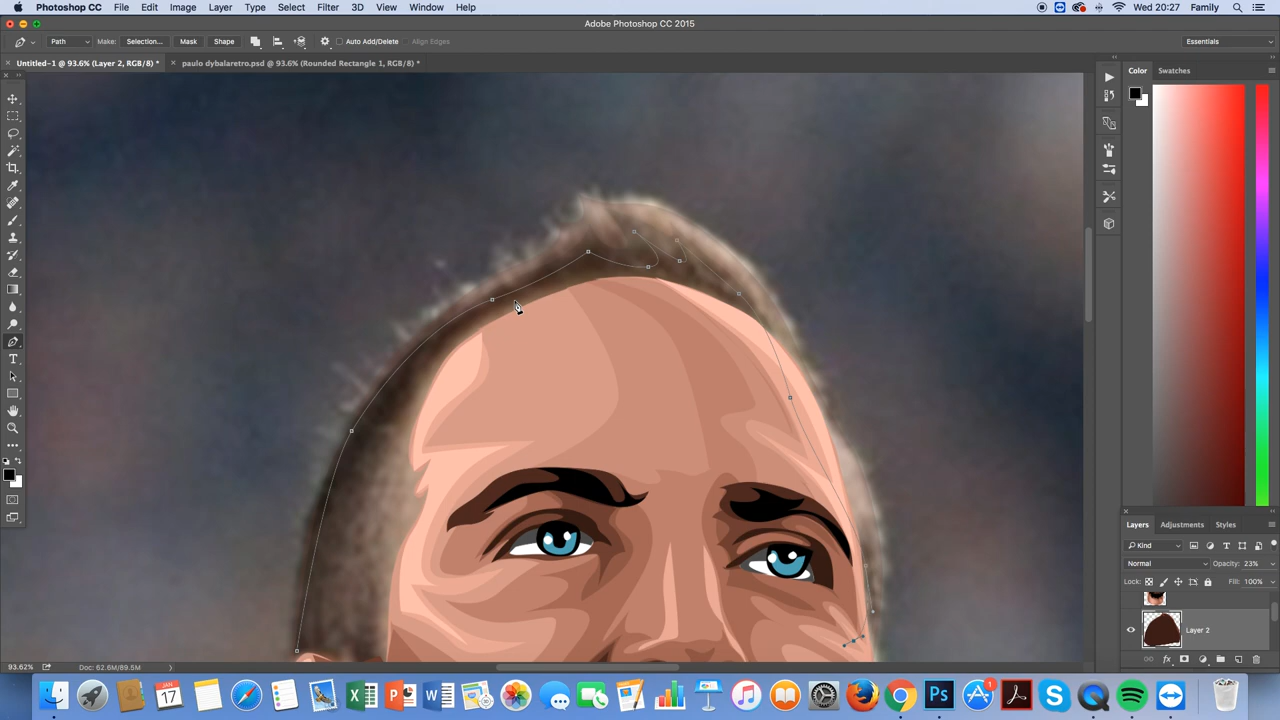 Photoshop CC File Edit Image Layer Type Select Filter 3D View Window Help Wed 20:27 Family
Adobe Photoshop CC 2015
Path Make: Selection... Mask Shape Auto Add/Delete Align Edges Essentials
Untitled-1 @ 93.6% (Layer 2, RGB/8) * paulo dybalaretro.psd @ 93.6% (Rounded Rectangle 1, RGB/8) *
Color Swatches
Layers Adjustments Styles
Kind
Normal Opacity: 23%
Lock: Fill: 100%
Layer 2
93.62% Doc: 62.6M/89.5M
JAN
17
1